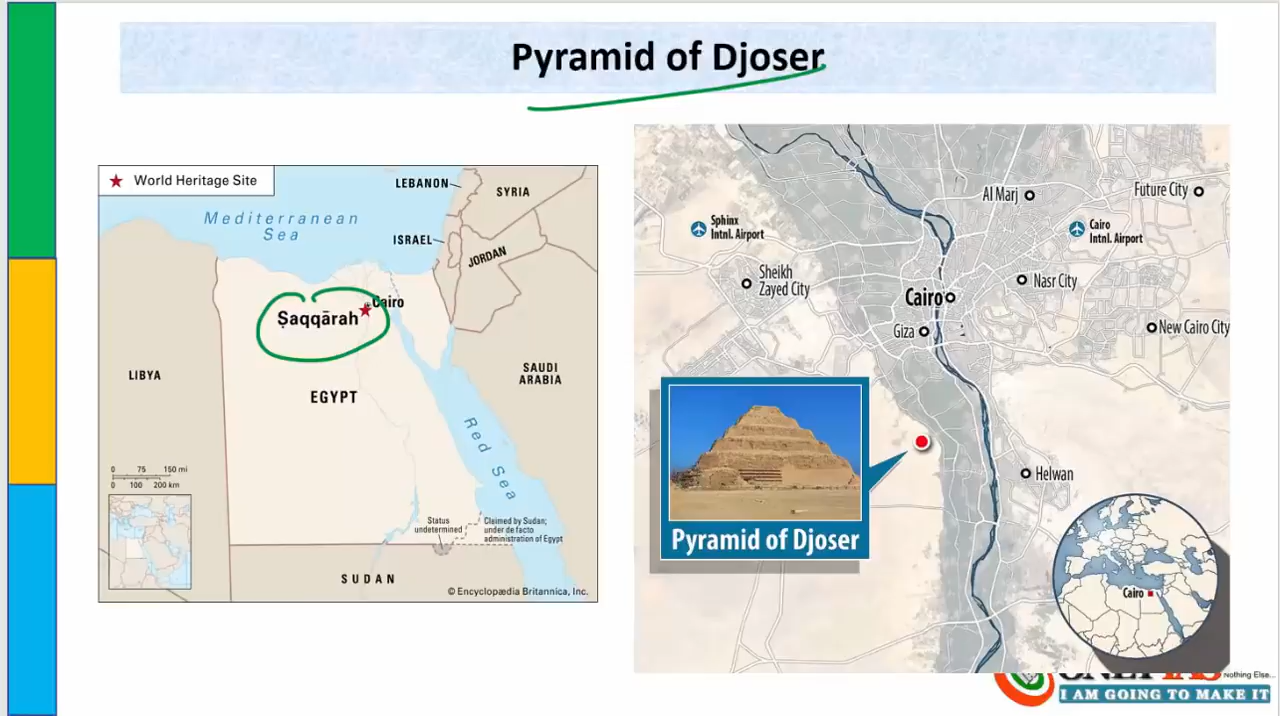 Pyramid of Djoser
World Heritage Site
LEBANON
SYRIA
Mediterranean
Sea
ISRAEL
JORDAN
Cairo
Ṣaqqārah
LIBYA
EGYPT
SAUDI
ARABIA
Red Sea
0 75 150 mi
0 100 200 km
Status
undetermined
Claimed by Sudan;
under de facto
administration of Egypt
SUDAN
© Encyclopædia Britannica, Inc.
Al Marj
Future City
Sphinx
Intnl. Airport
Cairo
Intnl. Airport
Sheikh
Zayed City
Nasr City
Cairo
Giza
New Cairo City
Helwan
Pyramid of Djoser
Cairo
Nothing Else...
I AM GOING TO MAKE IT